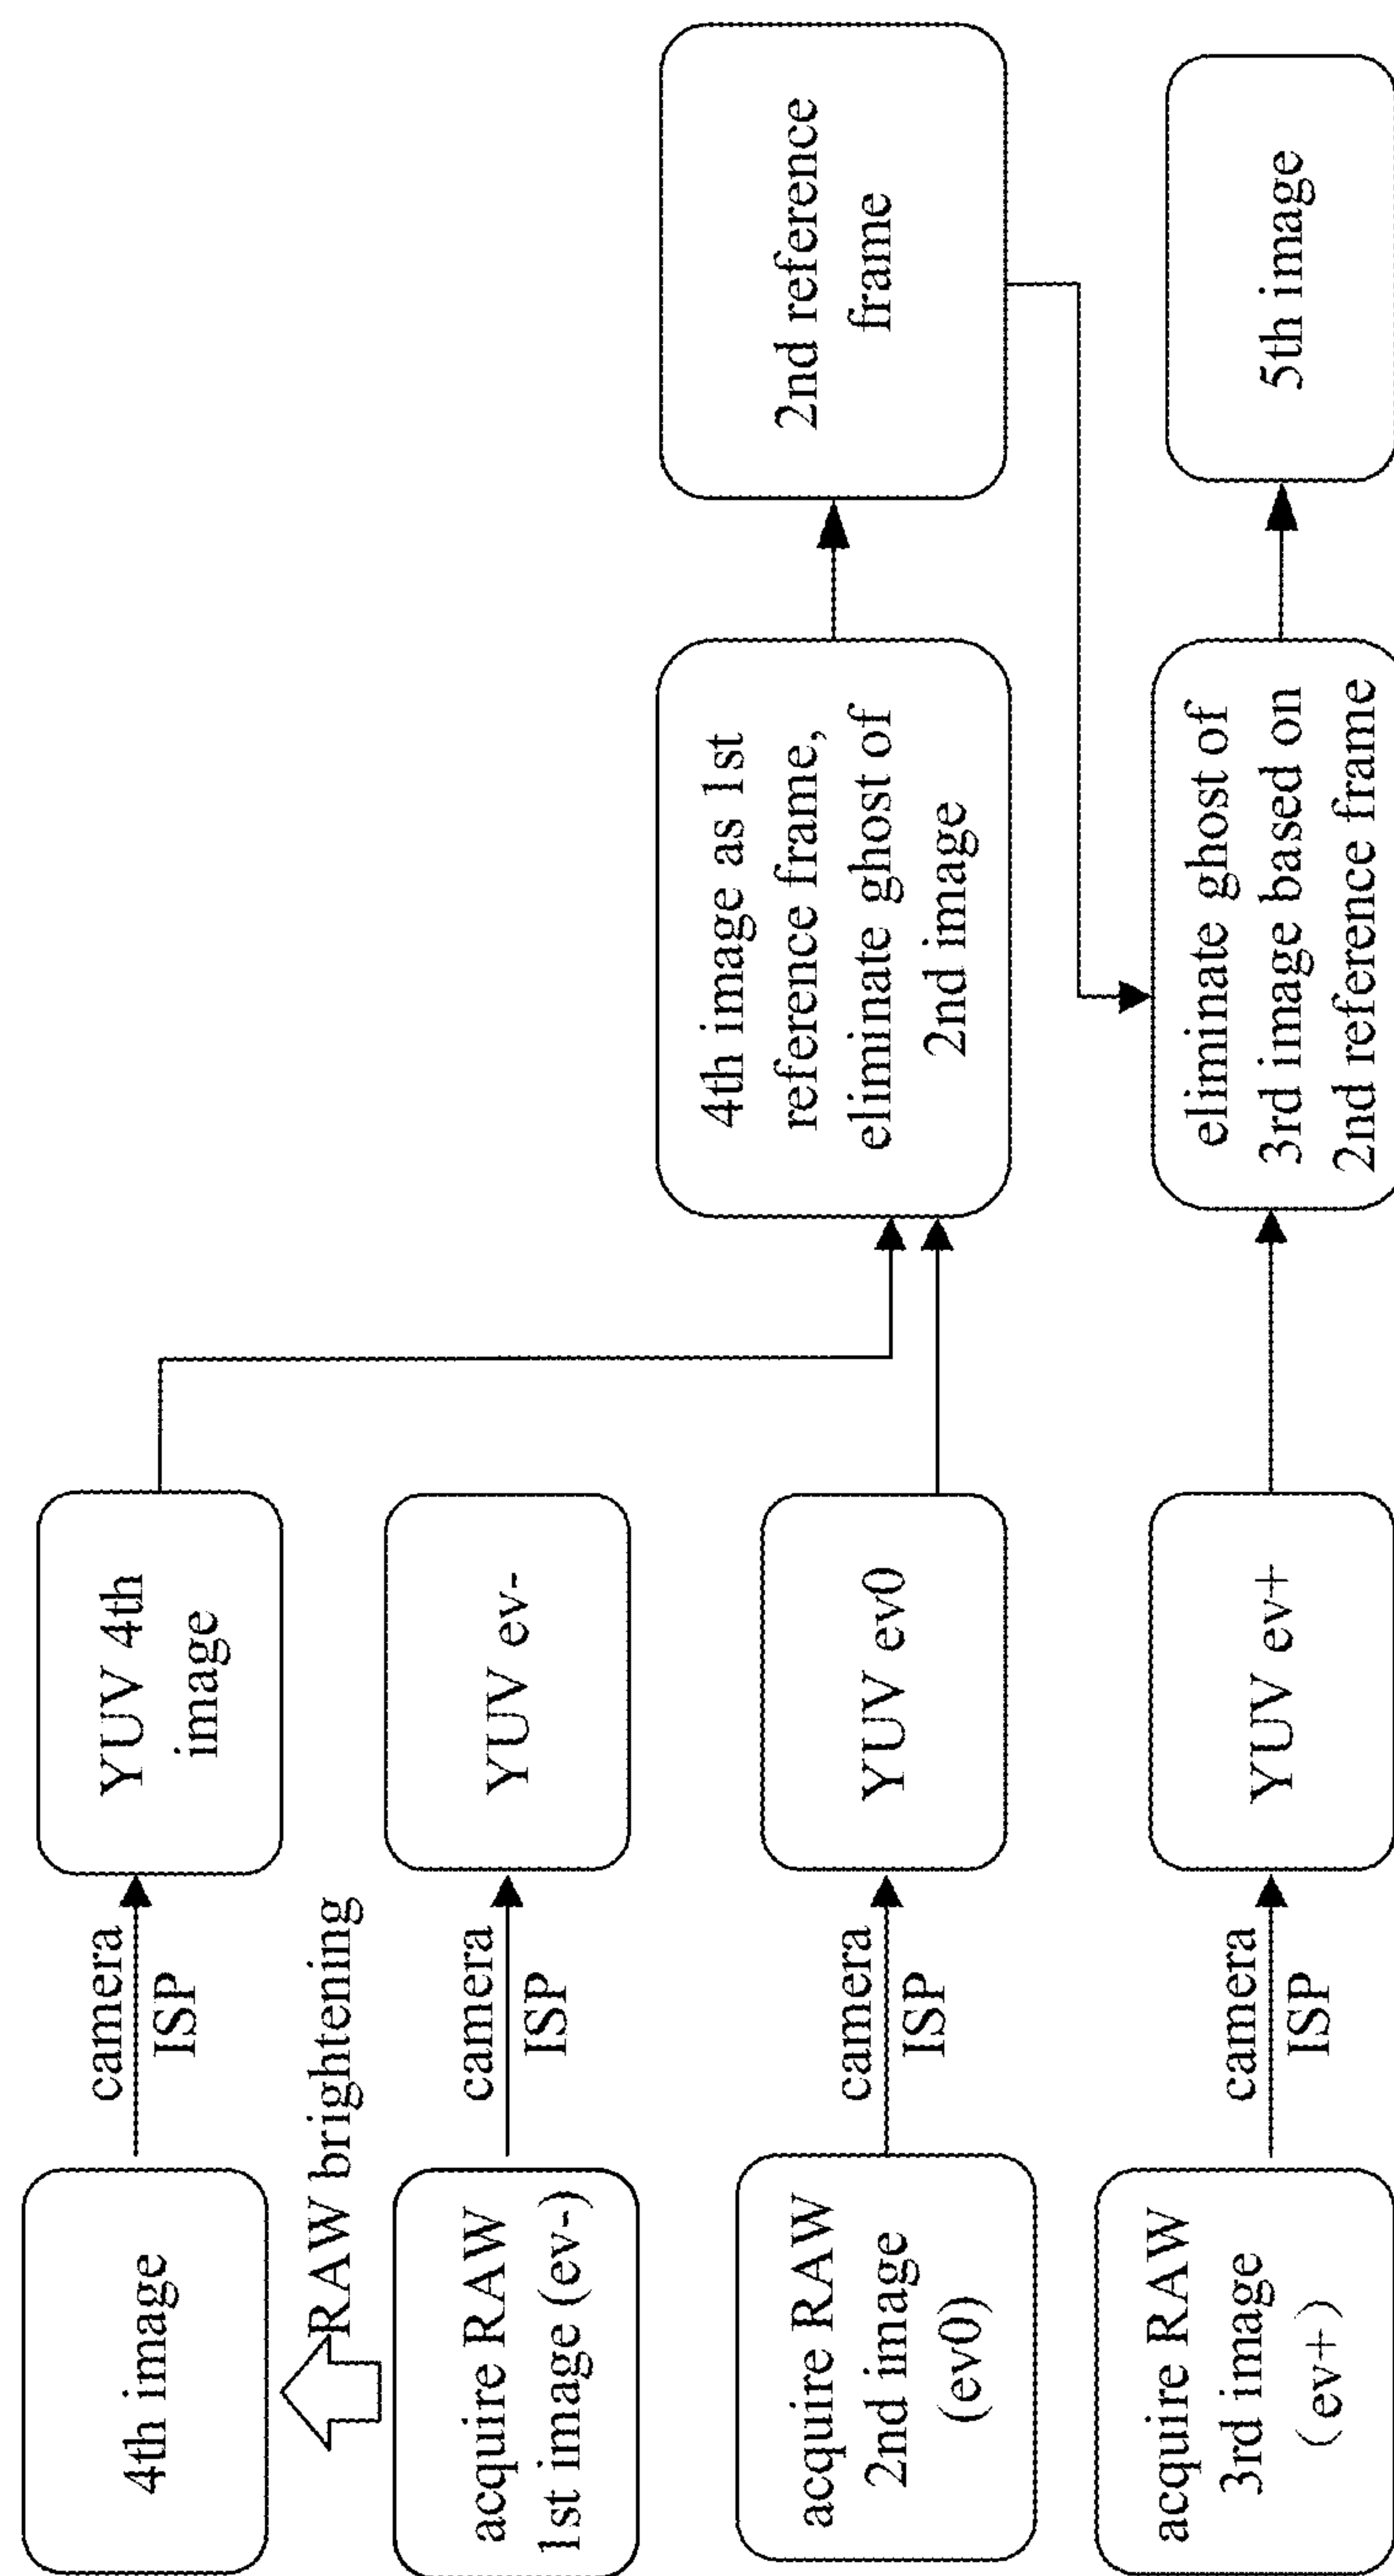 4th image
camera
ISP
YUV 4th
image
RAW brightening
acquire RAW
1st image (ev-)
camera
ISP
YUV ev-
acquire RAW
2nd image
(ev0)
camera
ISP
YUV ev0
4th image as 1st
reference frame,
eliminate ghost of
2nd image
2nd reference
frame
acquire RAW
3rd image
（ev+）
camera
ISP
YUV ev+
eliminate ghost of
3rd image based on
2nd reference frame
5th image